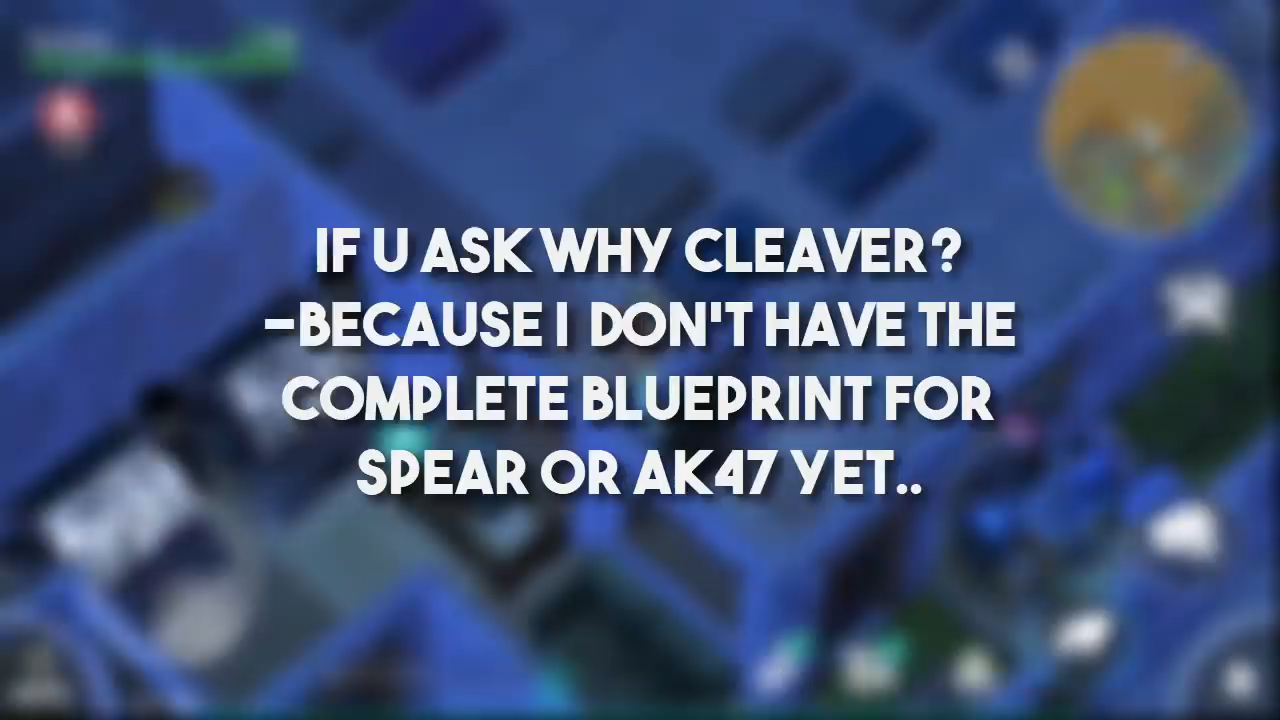 IF U ASK WHY CLEAVER?
-BECAUSE I DON'T HAVE THE
COMPLETE BLUEPRINT FOR
SPEAR OR AK47 YET..